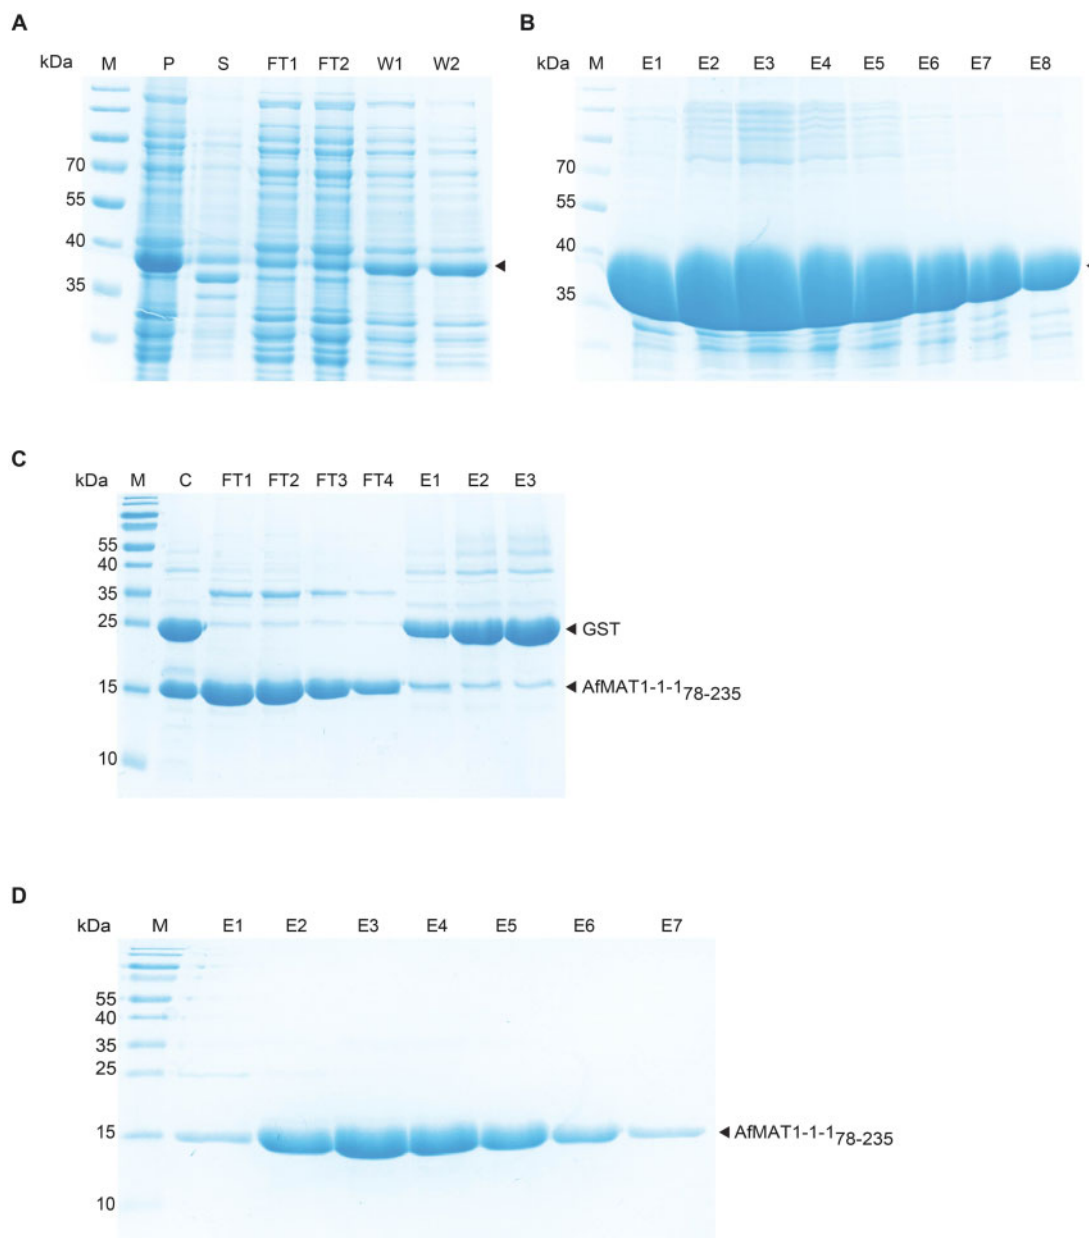 A
kDa M P S FT1 FT2 W1 W2
70
55
40
35
B
kDa M E1 E2 E3 E4 E5 E6 E7 E8
70
55
40
35
C
kDa M C FT1 FT2 FT3 FT4 E1 E2 E3
55
40
35
25
GST
15
AfMAT1-1-178-235
10
D
kDa M E1 E2 E3 E4 E5 E6 E7
55
40
35
25
15
AfMAT1-1-178-235
10